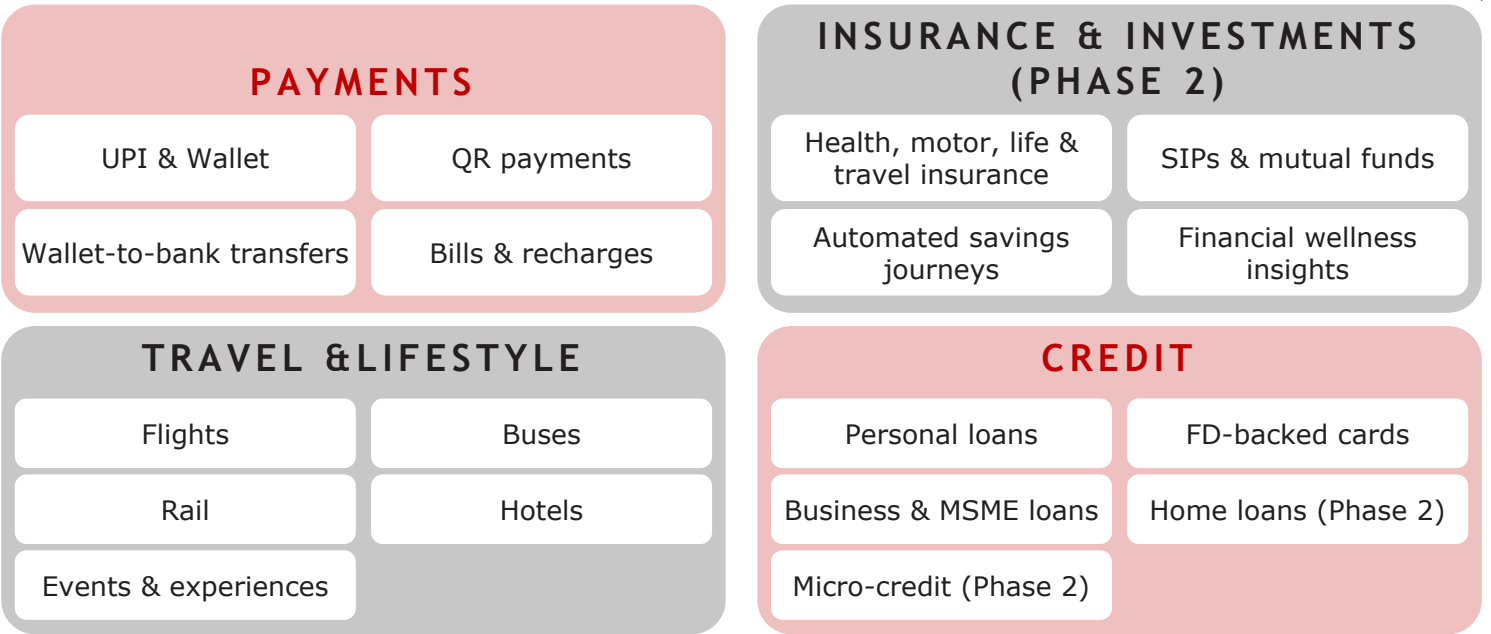 PAYMENTS
UPI & Wallet
QR payments
Wallet-to-bank transfers
Bills & recharges
INSURANCE & INVESTMENTS
(PHASE 2)
Health, motor, life &
travel insurance
SIPs & mutual funds
Automated savings
journeys
Financial wellness
insights
TRAVEL &LIFESTYLE
Flights
Buses
Rail
Hotels
Events & experiences
CREDIT
Personal loans
FD-backed cards
Business & MSME loans
Home loans (Phase 2)
Micro-credit (Phase 2)